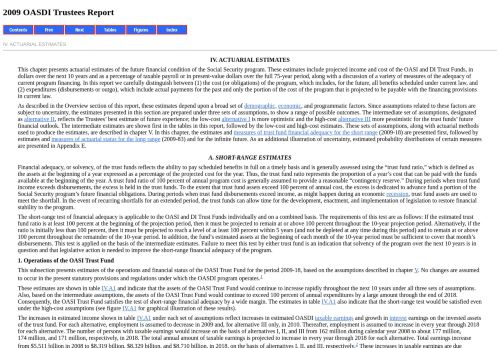 2009 OASDI Trustees Report
Contents Prev Next Tables Figures Index
IV. ACTUARIAL ESTIMATES
IV. ACTUARIAL ESTIMATES
This chapter presents actuarial estimates of the future financial condition of the Social Security program. These estimates include projected income and cost of the OASI and DI Trust Funds, in
dollars over the next 10 years and as a percentage of taxable payroll or in present-value dollars over the full 75-year period, along with a discussion of a variety of measures of the adequacy of
current program financing. In this report we carefully distinguish between (1) the cost (or obligations) of the program, which includes, for the future, all benefits scheduled under current law, and
(2) expenditures (disbursements or outgo), which include actual payments for the past and only the portion of the cost of the program that is projected to be payable with the financing provisions
in current law.
As described in the Overview section of this report, these estimates depend upon a broad set of demographic, economic, and programmatic factors. Since assumptions related to these factors are
subject to uncertainty, the estimates presented in this section are prepared under three sets of assumptions, to show a range of possible outcomes. The intermediate set of assumptions, designated
as alternative II, reflects the Trustees' best estimate of future experience; the low-cost alternative I is more optimistic and the high-cost alternative III more pessimistic for the trust funds' future
financial outlook. The intermediate estimates are shown first in the tables in this report, followed by the low-cost and high-cost estimates. These sets of assumptions, along with the actuarial methods
used to produce the estimates, are described in chapter V. In this chapter, the estimates and measures of trust fund financial adequacy for the short range (2009-18) are presented first, followed by
estimates and measures of actuarial status for the long range (2009-83) and for the infinite future. As an additional illustration of uncertainty, estimated probability distributions of certain measures
are presented in Appendix E.
A. SHORT-RANGE ESTIMATES
Financial adequacy, or solvency, of the trust funds reflects the ability to pay scheduled benefits in full on a timely basis and is generally assessed using the "trust fund ratio," which is defined as
the assets at the beginning of a year expressed as a percentage of the projected cost for the year. Thus, the trust fund ratio represents the proportion of a year's cost that can be paid with the funds
available at the beginning of the year. A trust fund ratio of 100 percent of annual program cost is generally assumed to provide a reasonable "contingency reserve." During periods when trust fund
income exceeds disbursements, the excess is held in the trust funds. To the extent that trust fund assets exceed 100 percent of annual cost, the excess is dedicated to advance fund a portion of the
Social Security program's future financial obligations. During periods when trust fund disbursements exceed income, as might happen during an economic recession, trust fund assets are used to
meet the shortfall. In the event of recurring shortfalls for an extended period, the trust funds can allow time for the development, enactment, and implementation of legislation to restore financial
stability to the program.
The short-range test of financial adequacy is applicable to the OASI and DI Trust Funds individually and on a combined basis. The requirements of this test are as follows: If the estimated trust
fund ratio is at least 100 percent at the beginning of the projection period, then it must be projected to remain at or above 100 percent throughout the 10-year projection period. Alternatively, if the
ratio is initially less than 100 percent, then it must be projected to reach a level of at least 100 percent within 5 years (and not be depleted at any time during this period) and to remain at or above
100 percent throughout the remainder of the 10-year period. In addition, the fund's estimated assets at the beginning of each month of the 10-year period must be sufficient to cover that month's
disbursements. This test is applied on the basis of the intermediate estimates. Failure to meet this test by either trust fund is an indication that solvency of the program over the next 10 years is in
question and that legislative action is needed to improve the short-range financial adequacy of the program.
1. Operations of the OASI Trust Fund
This subsection presents estimates of the operations and financial status of the OASI Trust Fund for the period 2009-18, based on the assumptions described in chapter V. No changes are assumed
to occur in the present statutory provisions and regulations under which the OASDI program operates.1
These estimates are shown in table IV.A1 and indicate that the assets of the OASI Trust Fund would continue to increase rapidly throughout the next 10 years under all three sets of assumptions.
Also, based on the intermediate assumptions, the assets of the OASI Trust Fund would continue to exceed 100 percent of annual expenditures by a large amount through the end of 2018.
Consequently, the OASI Trust Fund satisfies the test of short-range financial adequacy by a wide margin. The estimates in table IV.A1 also indicate that the short-range test would be satisfied even
under the high-cost assumptions (see figure IV.A1 for graphical illustration of these results).
The increases in estimated income shown in table IV.A1 under each set of assumptions reflect increases in estimated OASDI taxable earnings and growth in interest earnings on the invested assets
of the trust fund. For each alternative, employment is assumed to decrease in 2009 and, for alternative III only, in 2010. Thereafter, employment is assumed to increase in every year through 2018
for each alternative. The number of persons with taxable earnings would increase on the basis of alternatives I, II, and III from 162 million during calendar year 2008 to about 177 million,
174 million, and 171 million, respectively, in 2018. The total annual amount of taxable earnings is projected to increase in every year through 2018 for each alternative. Total earnings increase
from $5,511 billion in 2008 to $8,319 billion, $8,129 billion, and $8,710 billion, in 2018, on the basis of alternatives I, II, and III, respectively.2 These increases in taxable earnings are due